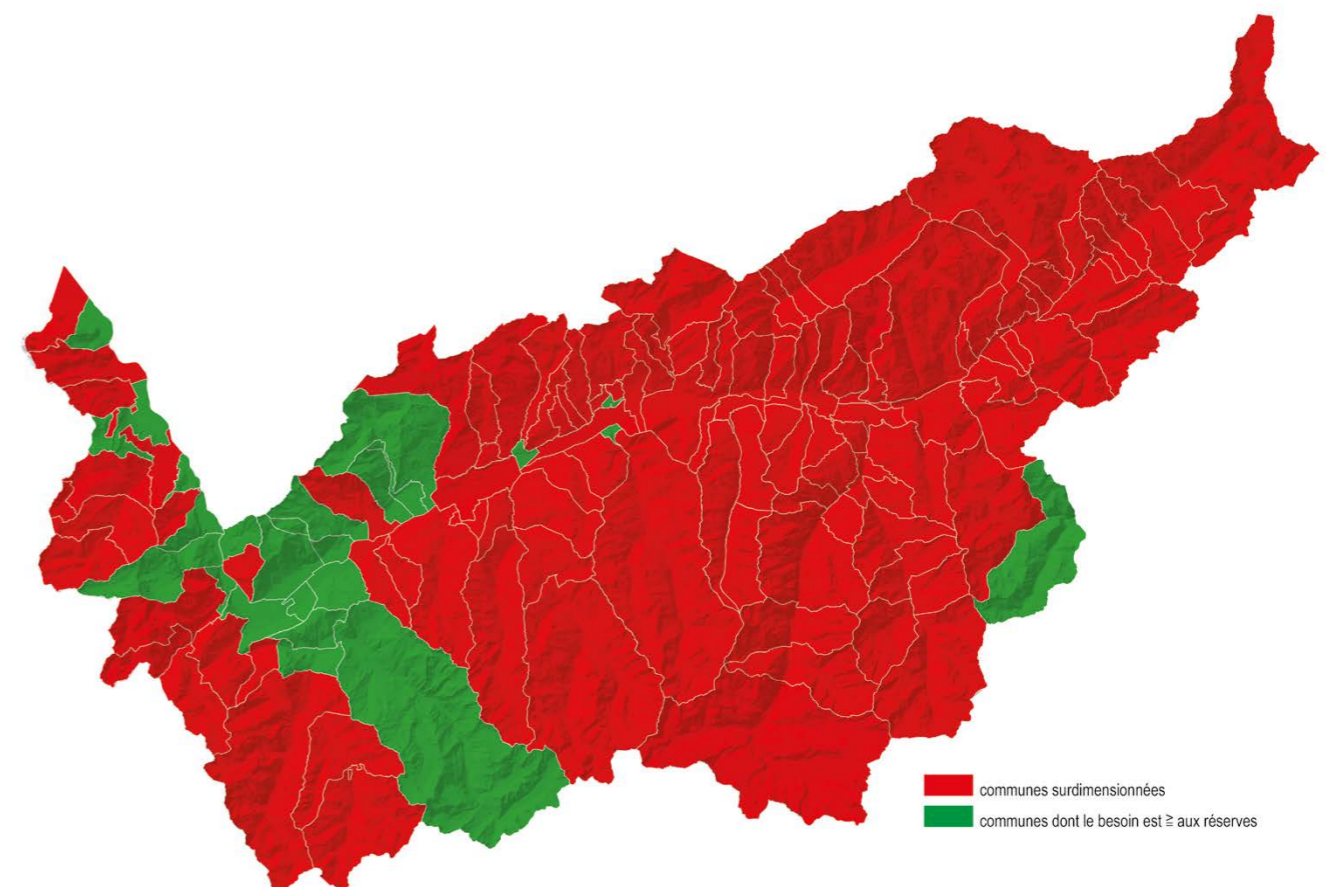 communes surdimensionnées
communes dont le besoin est ≧ aux réserves